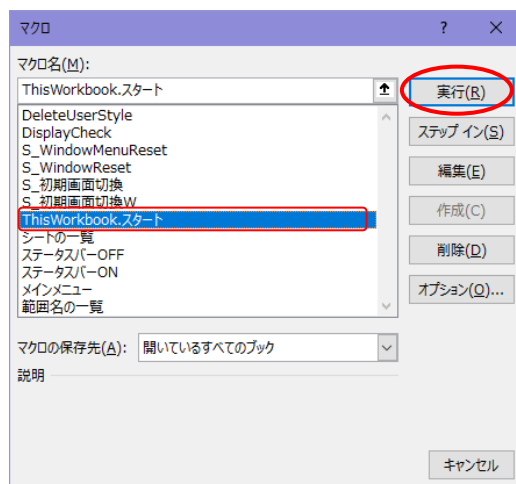 マクロ
? ×
マクロ名(M):
ThisWorkbook.スタート
実行(R)
DeleteUserStyle
DisplayCheck
S_WindowMenuReset
S_WindowReset
S_初期画面切換
S_初期画面切換W
ThisWorkbook.スタート
シートの一覧
ステータスバーOFF
ステータスバーON
メインメニュー
範囲名の一覧
ステップ イン(S)
編集(E)
作成(C)
削除(D)
オプション(O)...
マクロの保存先(A):
開いているすべてのブック
説明
キャンセル